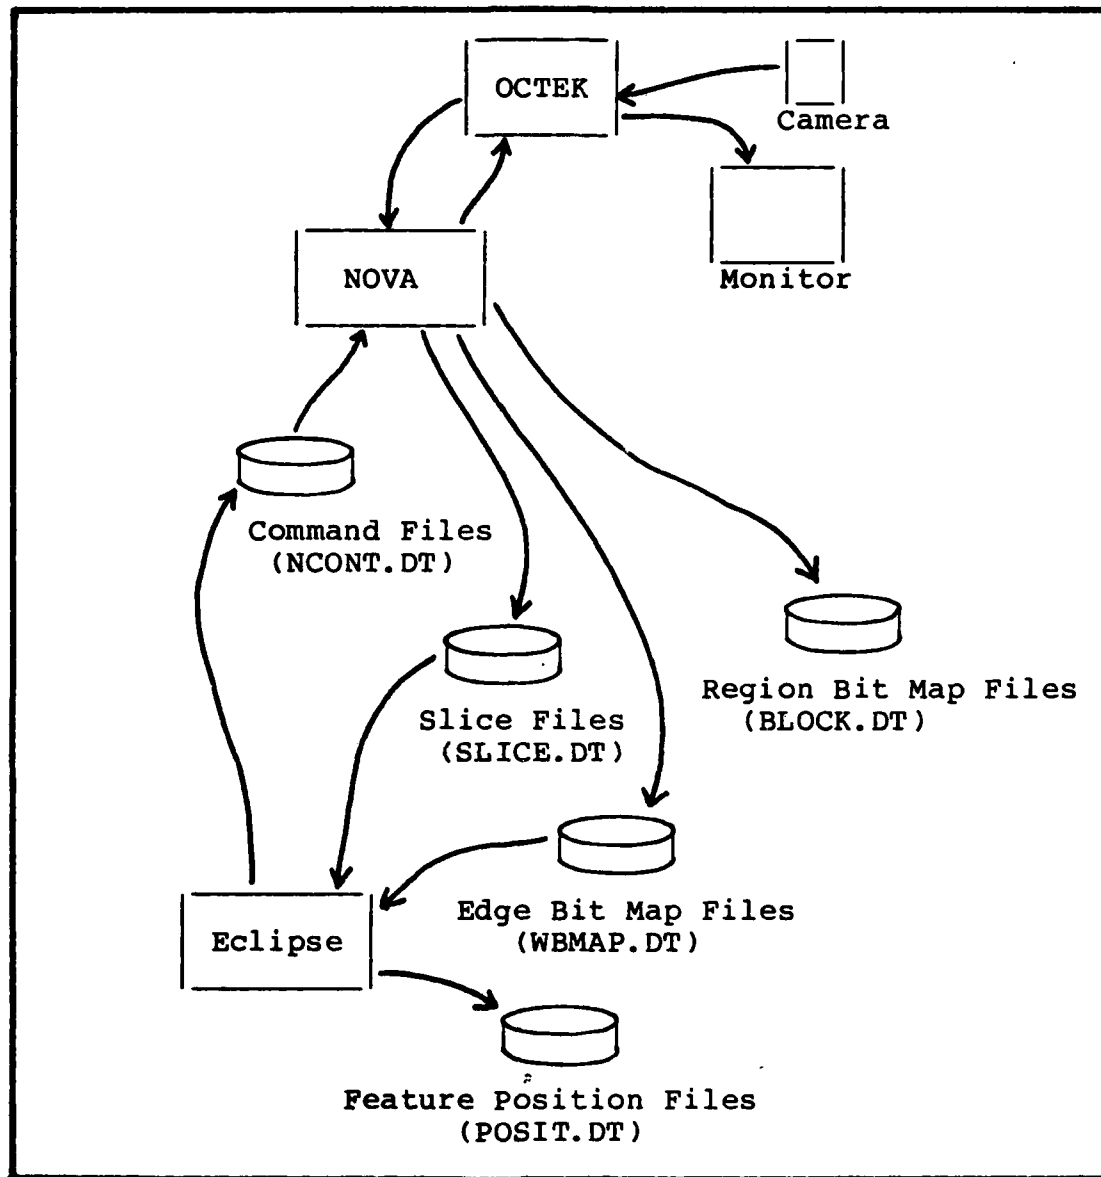 OCTEK
Camera
Monitor
NOVA
Command Files
(NCONT.DT)
Slice Files
(SLICE.DT)
Region Bit Map Files
(BLOCK.DT)
Edge Bit Map Files
(WBMAP.DT)
Eclipse
Feature Position Files
(POSIT.DT)